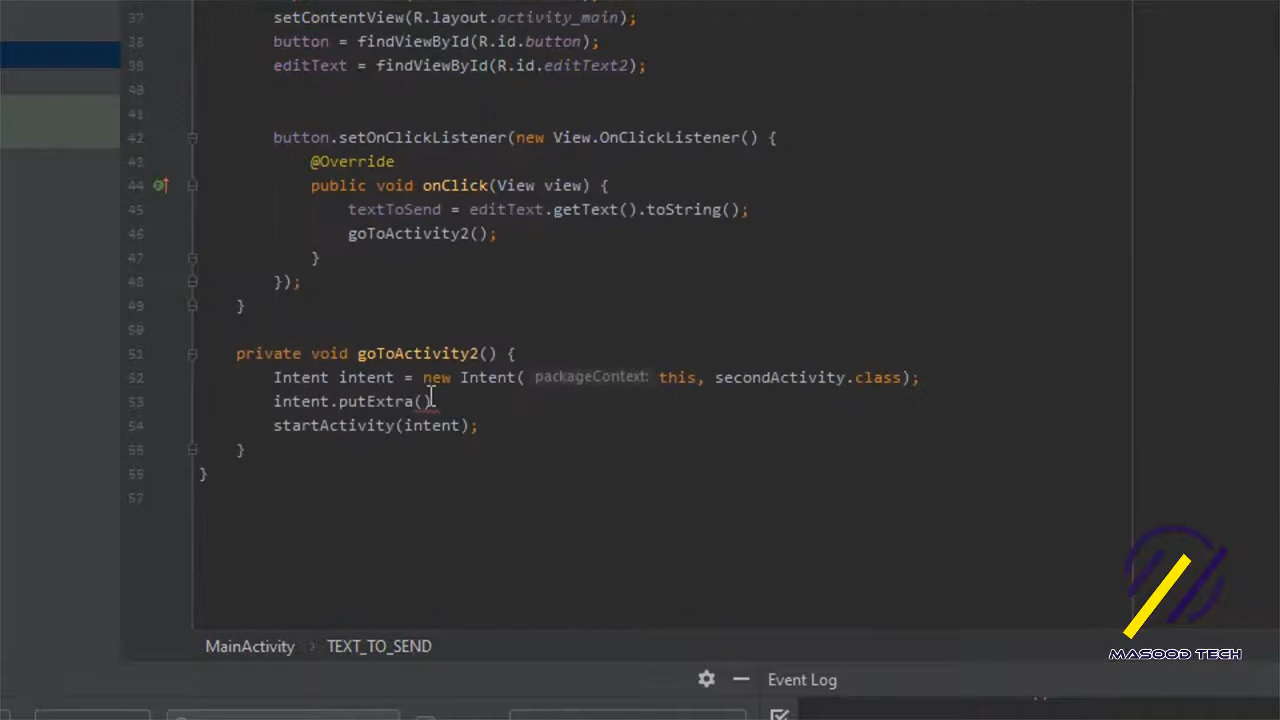 37 setContentView(R.layout.activity_main);
38 button = findViewById(R.id.button);
39 editText = findViewById(R.id.editText2);
40
41
42 button.setOnClickListener(new View.OnClickListener() {
43 @Override
44 public void onClick(View view) {
45 textToSend = editText.getText().toString();
46 goToActivity2();
47 }
48 });
49 }
50
51 private void goToActivity2() {
52 Intent intent = new Intent( packageContext: this, secondActivity.class);
53 intent.putExtra()
54 startActivity(intent);
55 }
56 }
57
MainActivity TEXT_TO_SEND
MASOOD TECH
Event Log